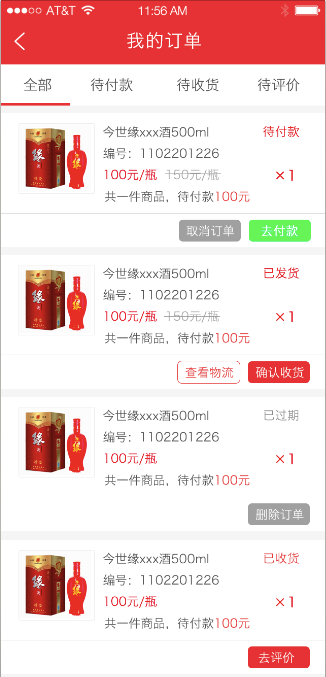 AT&T 11:56 AM
我的订单
全部 待付款 待收货 待评价
今世缘xxx酒500ml 待付款
编号：1102201226
100元/瓶 150元/瓶 ×1
共一件商品，待付款100元
取消订单 去付款
今世缘xxx酒500ml 已发货
编号：1102201226
100元/瓶 150元/瓶 ×1
共一件商品，待付款100元
查看物流 确认收货
今世缘xxx酒500ml 已过期
编号：1102201226
100元/瓶 ×1
共一件商品，待付款100元
删除订单
今世缘xxx酒500ml 已收货
编号：1102201226
100元/瓶 ×1
共一件商品，待付款100元
去评价
缘
缘
缘
缘